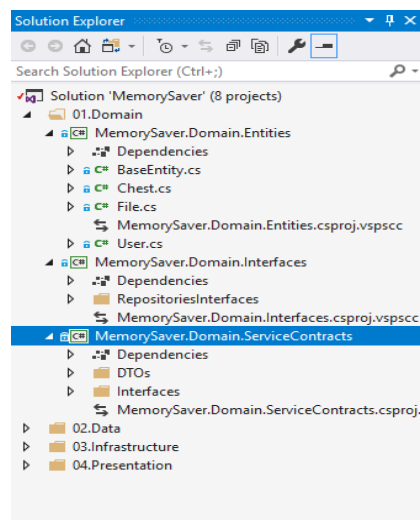 Solution Explorer
Search Solution Explorer (Ctrl+;)
Solution 'MemorySaver' (8 projects)
01.Domain
C# MemorySaver.Domain.Entities
Dependencies
C# BaseEntity.cs
C# Chest.cs
C# File.cs
MemorySaver.Domain.Entities.csproj.vspscc
C# User.cs
C# MemorySaver.Domain.Interfaces
Dependencies
RepositoriesInterfaces
MemorySaver.Domain.Interfaces.csproj.vspscc
C# MemorySaver.Domain.ServiceContracts
Dependencies
DTOs
Interfaces
MemorySaver.Domain.ServiceContracts.csproj.
02.Data
03.Infrastructure
04.Presentation